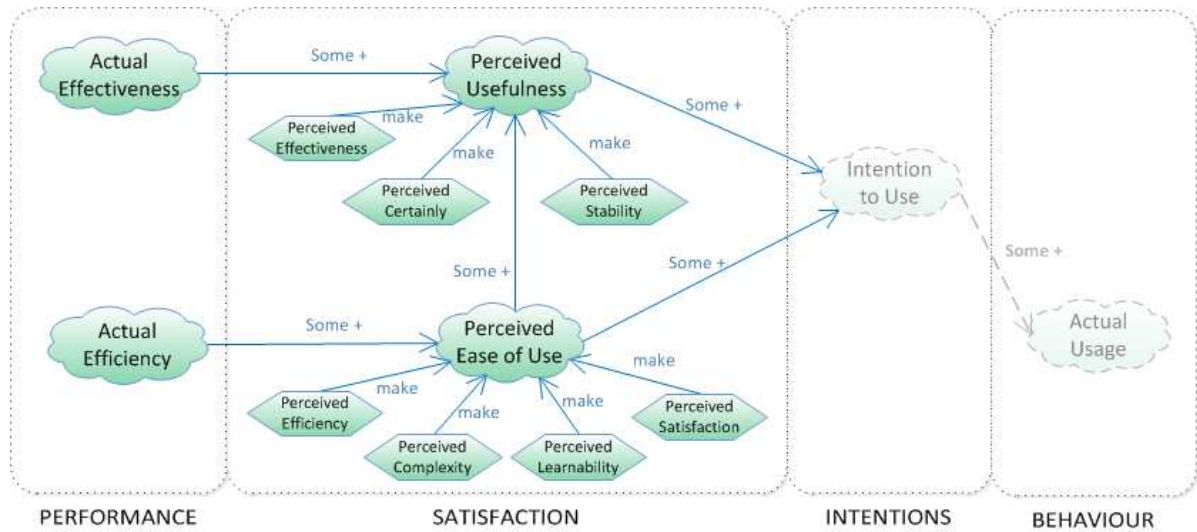 Actual
Effectiveness
Some +
Perceived
Usefulness
Some +
Perceived
Effectiveness
make
make
make
Perceived
Certainly
Perceived
Stability
Intention
to Use
Some +
Some +
Some +
Actual
Efficiency
Some +
Perceived
Ease of Use
Actual
Usage
make
make
make
make
Perceived
Efficiency
Perceived
Satisfaction
Perceived
Complexity
Perceived
Learnability
PERFORMANCE
SATISFACTION
INTENTIONS
BEHAVIOUR